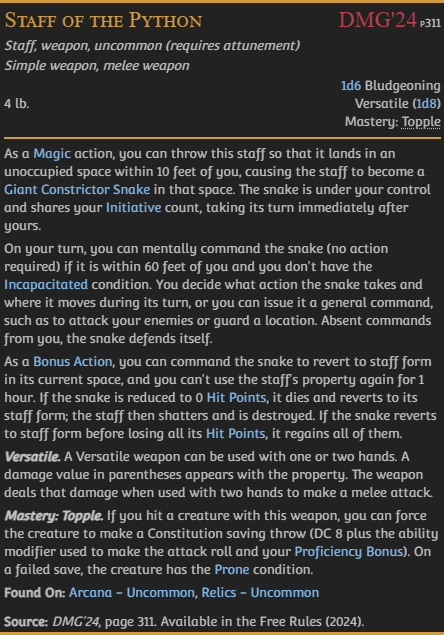 Staff of the Python DMG'24 p311
Staff, weapon, uncommon (requires attunement)
Simple weapon, melee weapon
1d6 Bludgeoning
4 lb. Versatile (1d8)
Mastery: Topple
As a Magic action, you can throw this staff so that it lands in an
unoccupied space within 10 feet of you, causing the staff to become a
Giant Constrictor Snake in that space. The snake is under your control
and shares your Initiative count, taking its turn immediately after
yours.
On your turn, you can mentally command the snake (no action
required) if it is within 60 feet of you and you don't have the
Incapacitated condition. You decide what action the snake takes and
where it moves during its turn, or you can issue it a general command,
such as to attack your enemies or guard a location. Absent commands
from you, the snake defends itself.
As a Bonus Action, you can command the snake to revert to staff form
in its current space, and you can't use the staff's property again for 1
hour. If the snake is reduced to 0 Hit Points, it dies and reverts to its
staff form; the staff then shatters and is destroyed. If the snake reverts
to staff form before losing all its Hit Points, it regains all of them.
Versatile. A Versatile weapon can be used with one or two hands. A
damage value in parentheses appears with the property. The weapon
deals that damage when used with two hands to make a melee attack.
Mastery: Topple. If you hit a creature with this weapon, you can force
the creature to make a Constitution saving throw (DC 8 plus the ability
modifier used to make the attack roll and your Proficiency Bonus). On
a failed save, the creature has the Prone condition.
Found On: Arcana – Uncommon, Relics – Uncommon
Source: DMG'24, page 311. Available in the Free Rules (2024).